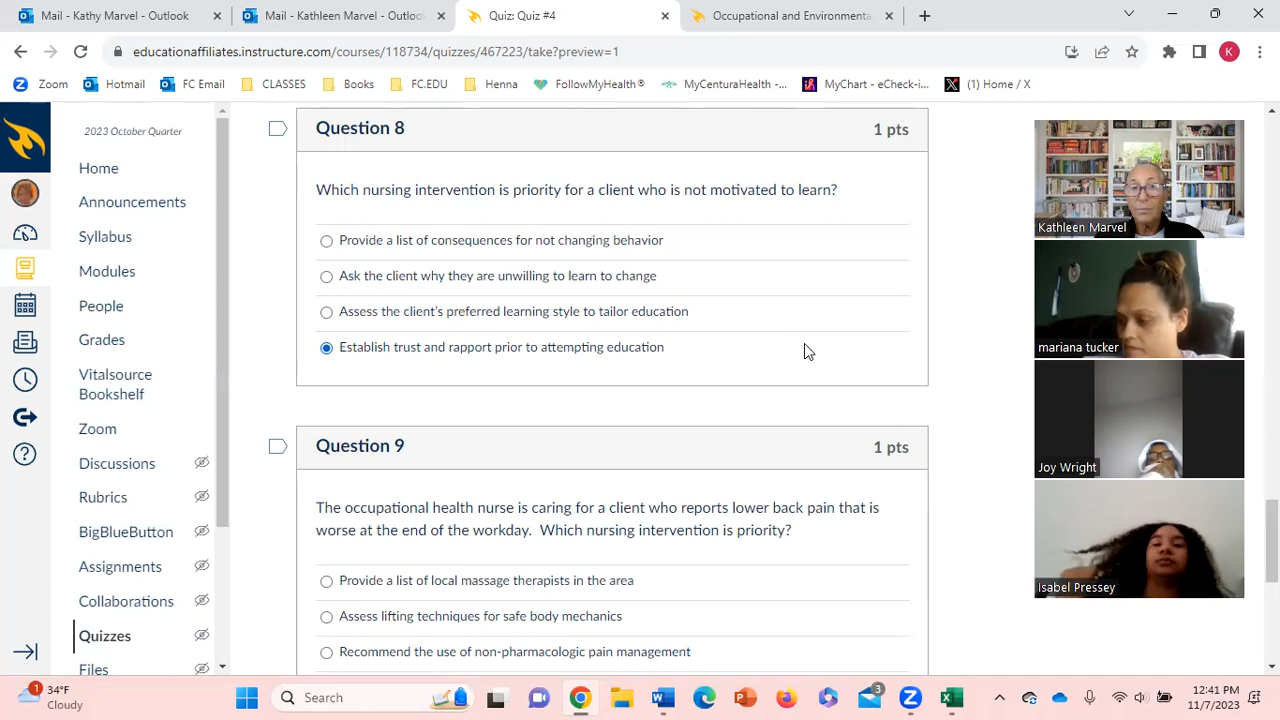 Mail - Kathy Marvel - Outlook
Mail - Kathleen Marvel - Outlook
Quiz: Quiz #4
Occupational and Environmenta
educationaffiliates.instructure.com/courses/118734/quizzes/467223/take?preview=1
K
Zoom
Hotmail
FC Email
CLASSES
Books
FC.EDU
Henna
FollowMyHealth®
MyCenturaHealth -...
MyChart - eCheck-i...
(1) Home / X
2023 October Quarter
Home
Announcements
Syllabus
Modules
People
Grades
Vitalsource
Bookshelf
Zoom
Discussions
Rubrics
BigBlueButton
Assignments
Collaborations
Quizzes
Files
Question 8
1 pts
Which nursing intervention is priority for a client who is not motivated to learn?
Provide a list of consequences for not changing behavior
Ask the client why they are unwilling to learn to change
Assess the client's preferred learning style to tailor education
Establish trust and rapport prior to attempting education
Question 9
1 pts
The occupational health nurse is caring for a client who reports lower back pain that is
worse at the end of the workday. Which nursing intervention is priority?
Provide a list of local massage therapists in the area
Assess lifting techniques for safe body mechanics
Recommend the use of non-pharmacologic pain management
Kathleen Marvel
mariana tucker
Joy Wright
Isabel Pressey
1
34°F
Cloudy
Search
3
12:41 PM
11/7/2023